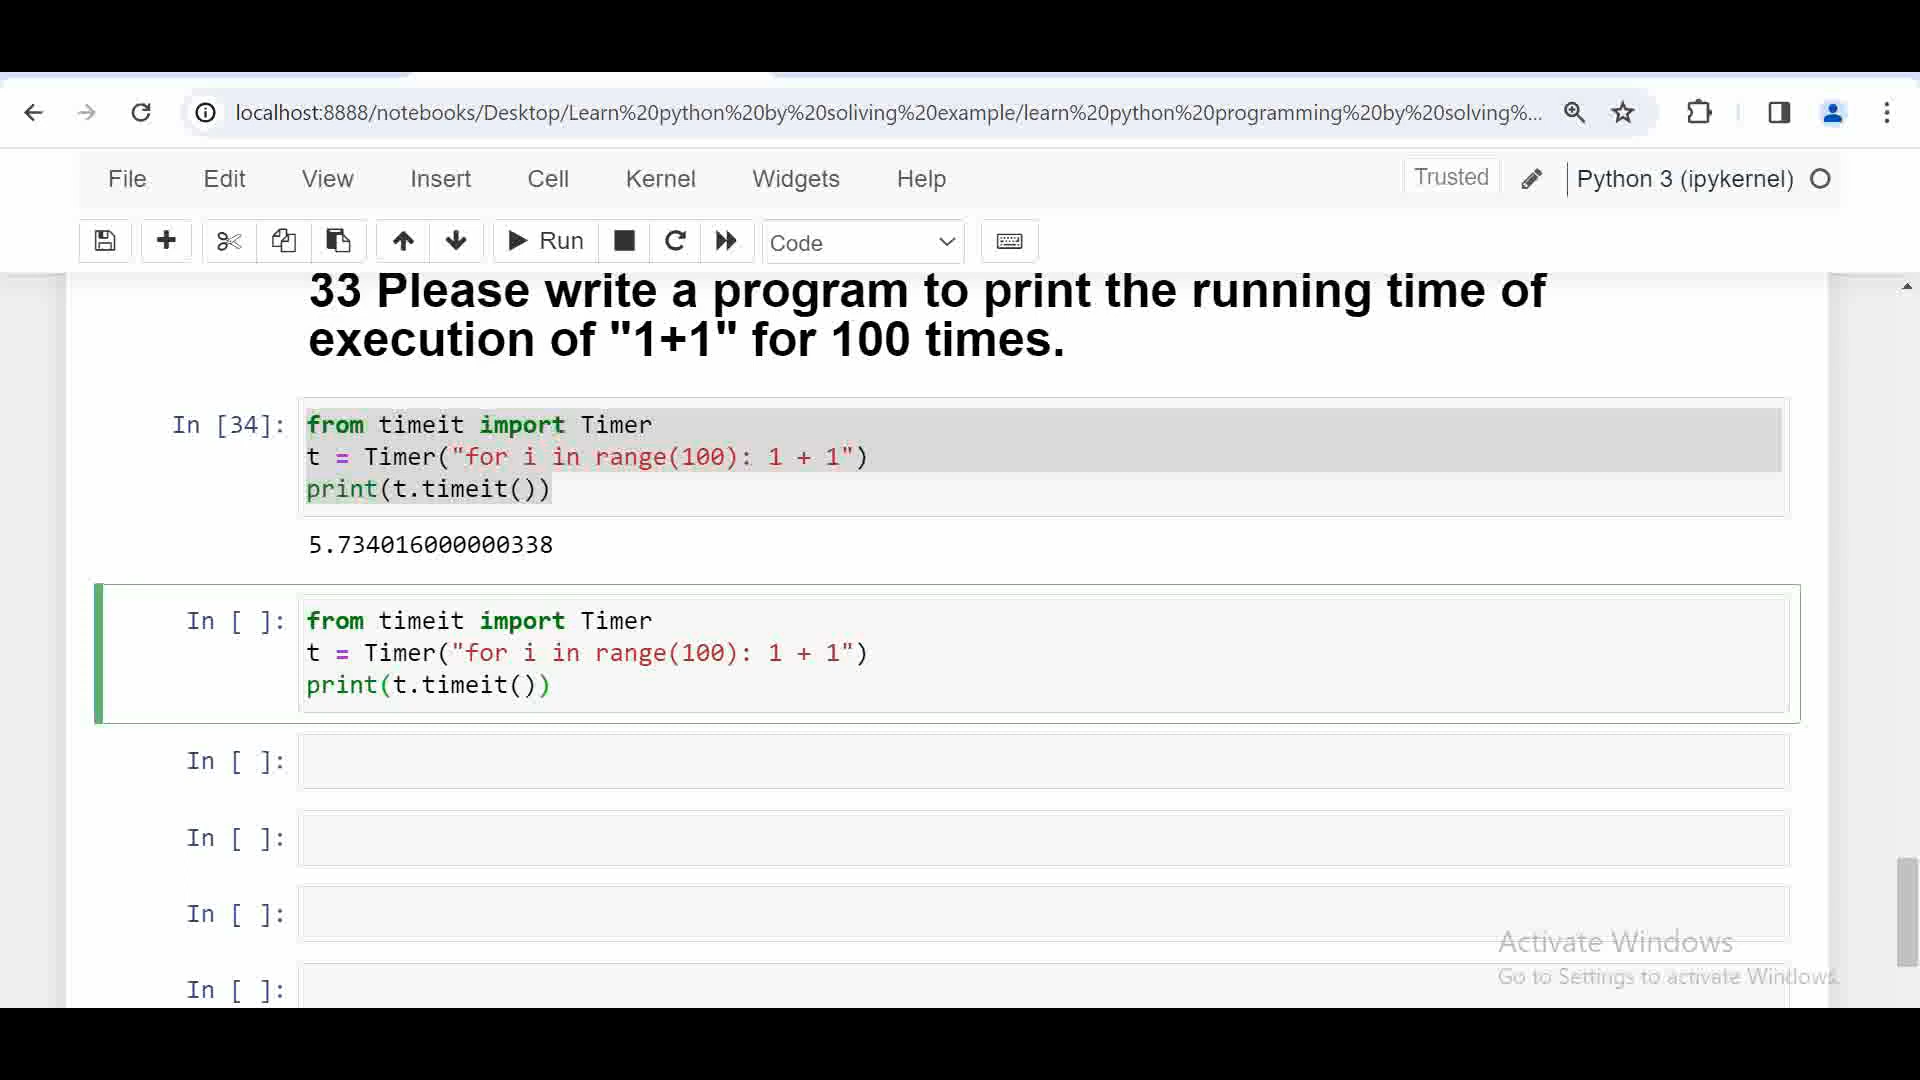 localhost:8888/notebooks/Desktop/Learn%20python%20by%20soliving%20example/learn%20python%20programming%20by%20solving%...
File Edit View Insert Cell Kernel Widgets Help Trusted Python 3 (ipykernel)
Run Code
33 Please write a program to print the running time of
execution of "1+1" for 100 times.
In [34]: from timeit import Timer
t = Timer("for i in range(100): 1 + 1")
print(t.timeit())
5.734016000000338
In [ ]: from timeit import Timer
t = Timer("for i in range(100): 1 + 1")
print(t.timeit())
In [ ]:
In [ ]:
In [ ]:
Activate Windows
Go to Settings to activate Windows.
In [ ]: